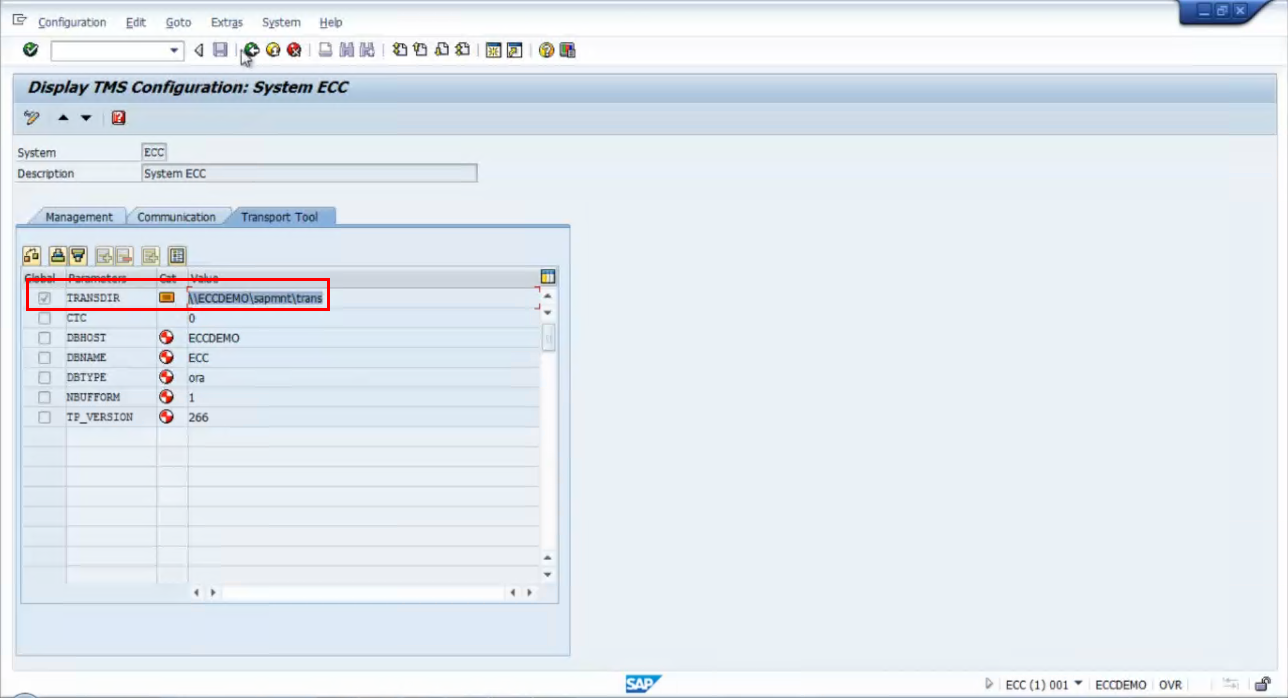 Configuration Edit Goto Extras System Help
Display TMS Configuration: System ECC
System ECC
Description System ECC
Management Communication Transport Tool
Global Parameters Cat Value
TRANSDIR \\ECCDEMO\sapmnt\trans
CTC 0
DBHOST ECCDEMO
DBNAME ECC
DBTYPE ora
NBUFFORM 1
TP_VERSION 266
SAP ECC (1) 001 ECCDEMO OVR